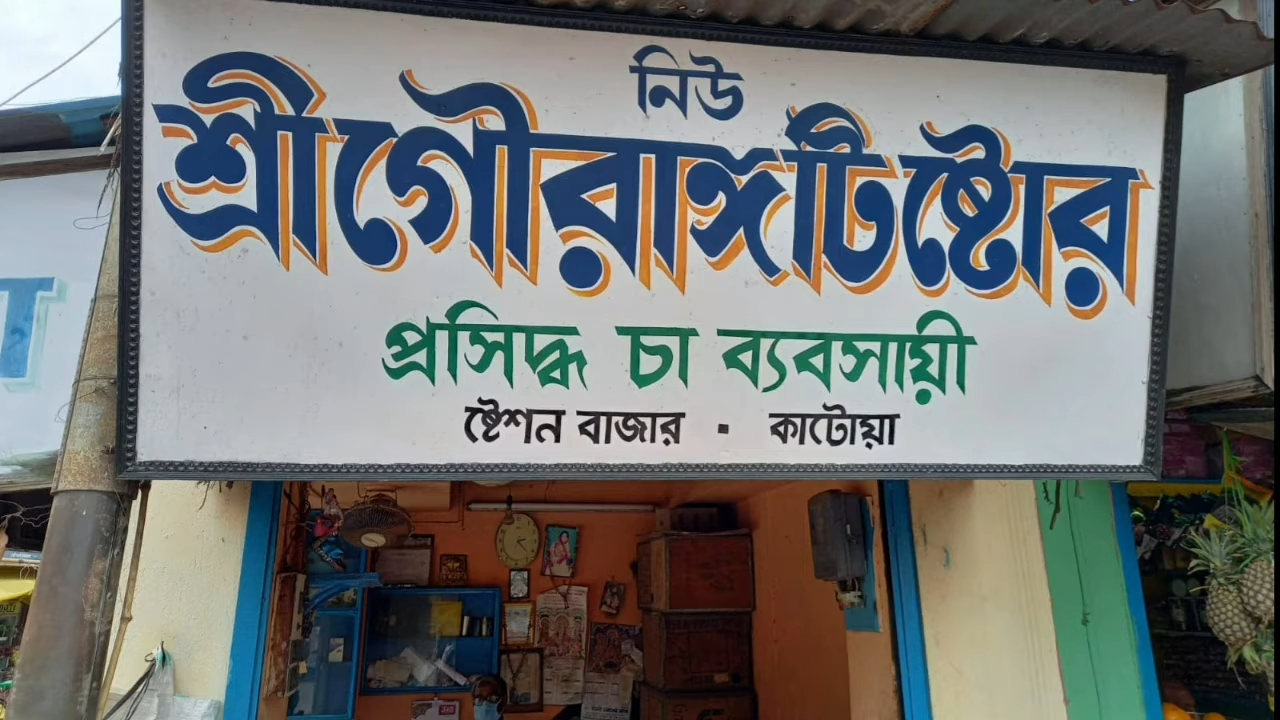 নিউ
শ্রীগৌরাঙ্গ টি ষ্টোর
প্রসিদ্ধ চা ব্যবসায়ী
ষ্টেশন বাজার · কাটোয়া